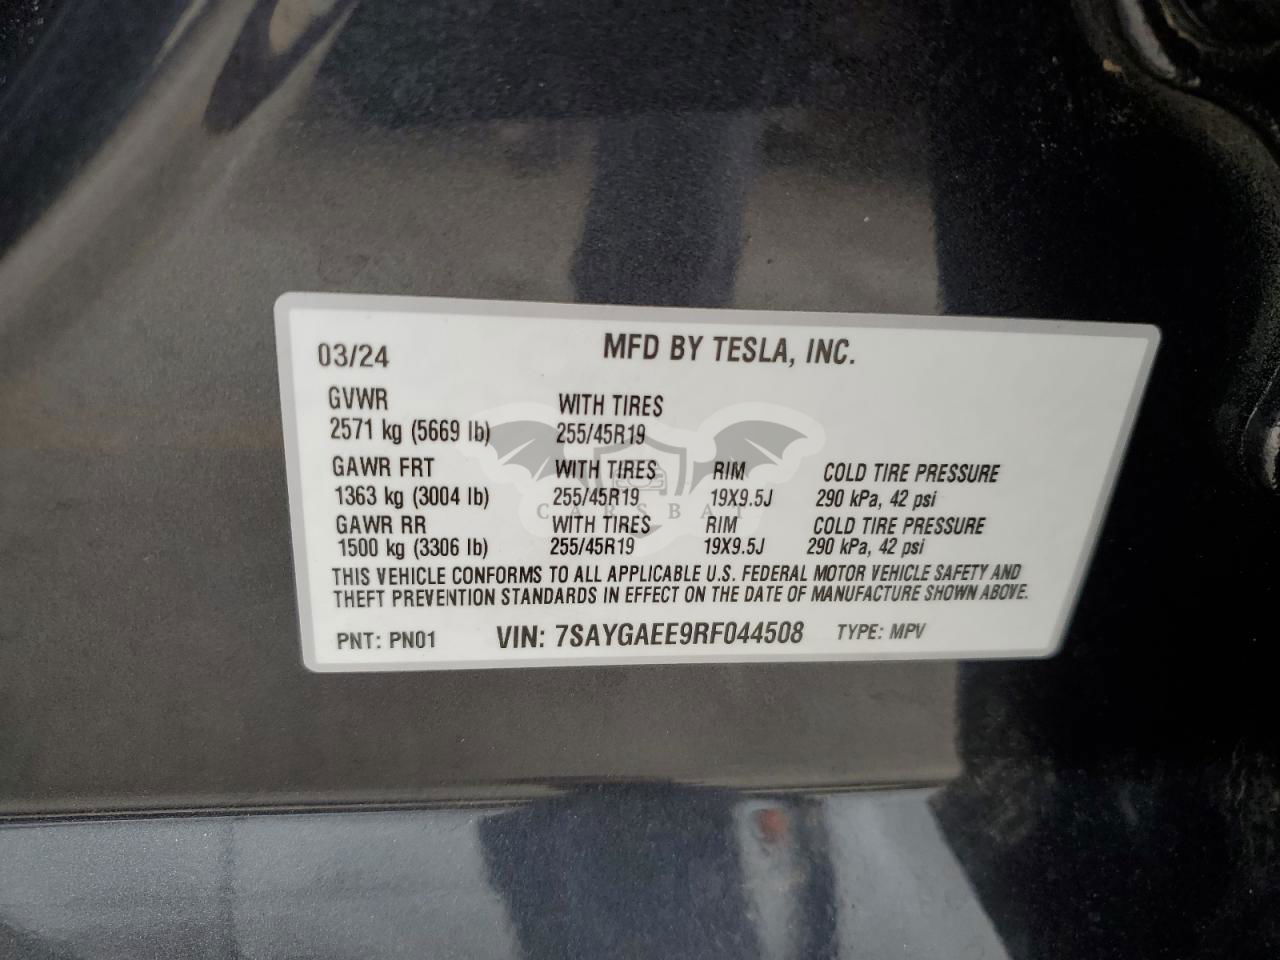 03/24 MFD BY TESLA, INC.
GVWR WITH TIRES
2571 kg (5669 lb) 255/45R19
GAWR FRT WITH TIRES RIM COLD TIRE PRESSURE
1363 kg (3004 lb) 255/45R19 19X9.5J 290 kPa, 42 psi
CARSBAT
GAWR RR WITH TIRES RIM COLD TIRE PRESSURE
1500 kg (3306 lb) 255/45R19 19X9.5J 290 kPa, 42 psi
THIS VEHICLE CONFORMS TO ALL APPLICABLE U.S. FEDERAL MOTOR VEHICLE SAFETY AND
THEFT PREVENTION STANDARDS IN EFFECT ON THE DATE OF MANUFACTURE SHOWN ABOVE.
PNT: PN01 VIN: 7SAYGAEE9RF044508 TYPE: MPV